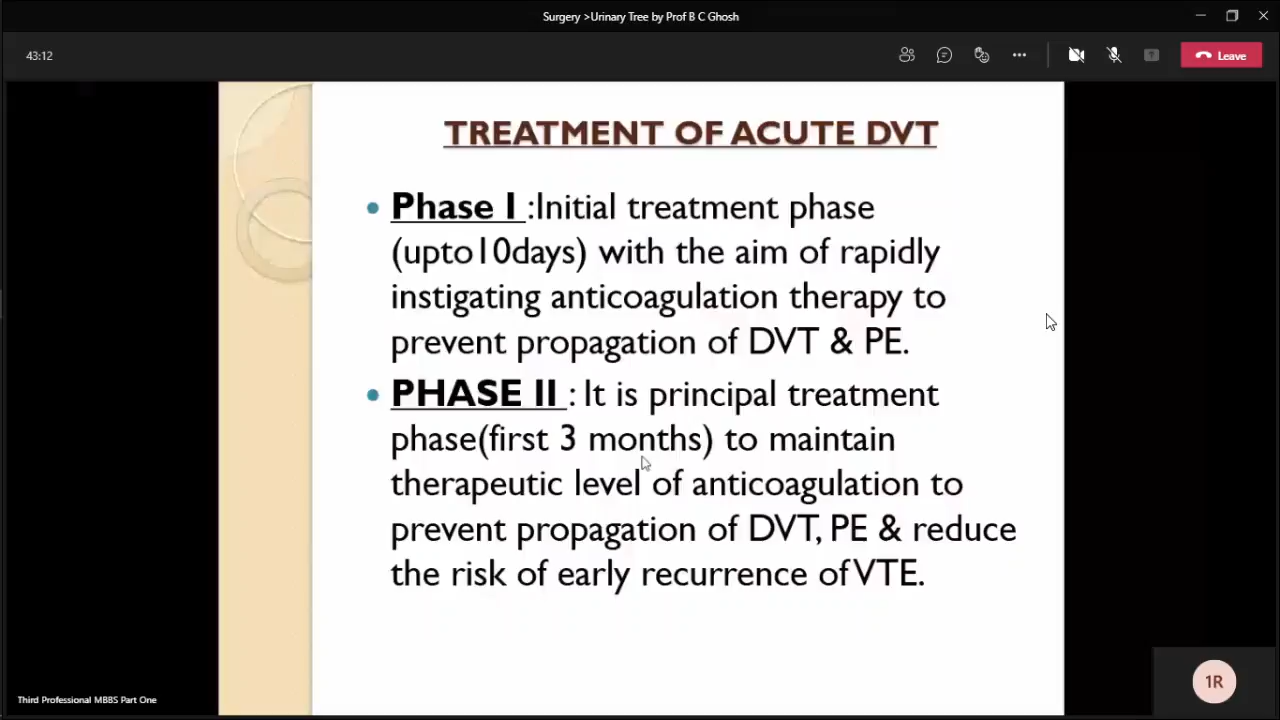 Surgery >Urinary Tree by Prof B C Ghosh
43:12
Leave
TREATMENT OF ACUTE DVT
• Phase I :Initial treatment phase
(upto10days) with the aim of rapidly
instigating anticoagulation therapy to
prevent propagation of DVT & PE.
• PHASE II : It is principal treatment
phase(first 3 months) to maintain
therapeutic level of anticoagulation to
prevent propagation of DVT, PE & reduce
the risk of early recurrence of VTE.
Third Professional MBBS Part One
1R